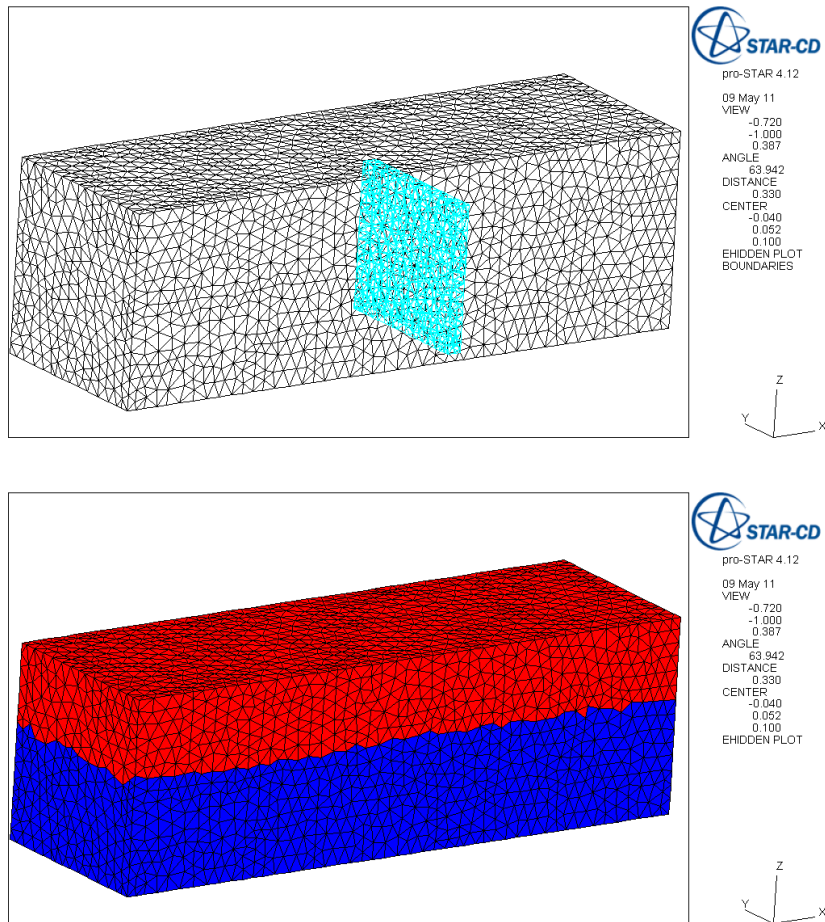 STAR-CD
pro-STAR 4.12
09 May 11
VIEW
-0.720
-1.000
0.387
ANGLE
63.942
DISTANCE
0.330
CENTER
-0.040
0.052
0.100
EHIDDEN PLOT
BOUNDARIES
Z
Y
X
STAR-CD
pro-STAR 4.12
09 May 11
VIEW
-0.720
-1.000
0.387
ANGLE
63.942
DISTANCE
0.330
CENTER
-0.040
0.052
0.100
EHIDDEN PLOT
Z
Y
X